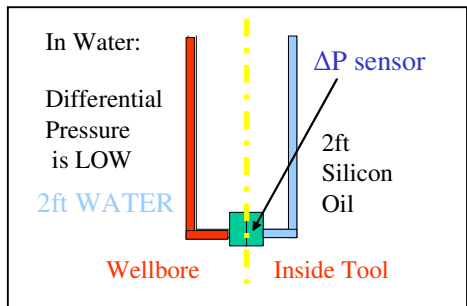 In Water:
ΔP sensor
Differential
Pressure
is LOW
2ft WATER
2ft
Silicon
Oil
Wellbore
Inside Tool